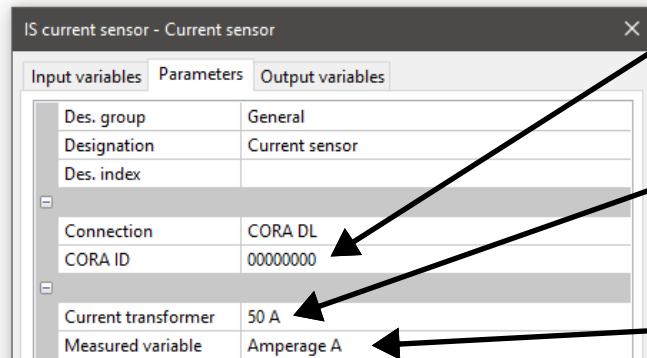 IS current sensor - Current sensor
Input variables Parameters Output variables
Des. group General
Designation Current sensor
Des. index
Connection CORA DL
CORA ID 00000000
Current transformer 50 A
Measured variable Amperage A